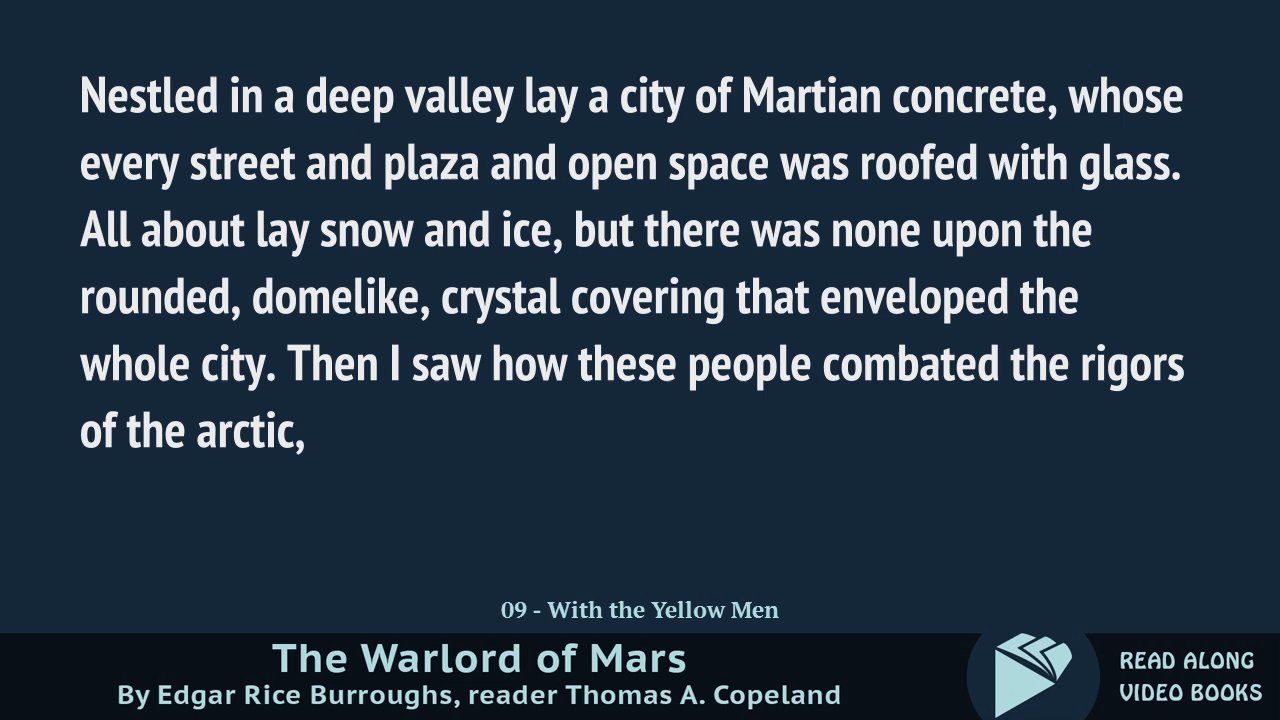 Nestled in a deep valley lay a city of Martian concrete, whose
every street and plaza and open space was roofed with glass.
All about lay snow and ice, but there was none upon the
rounded, domelike, crystal covering that enveloped the
whole city. Then I saw how these people combated the rigors
of the arctic,
09 - With the Yellow Men
The Warlord of Mars
By Edgar Rice Burroughs, reader Thomas A. Copeland
READ ALONG
VIDEO BOOKS